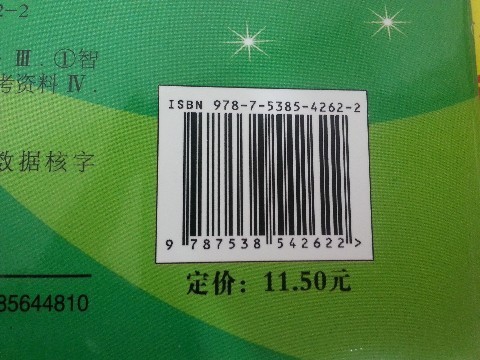 2-2
Ⅲ . ①智
考资料 Ⅳ .
数据核字
ISBN 978-7-5385-4262-2
9 787538 542622 >
定价：11.50元
85644810